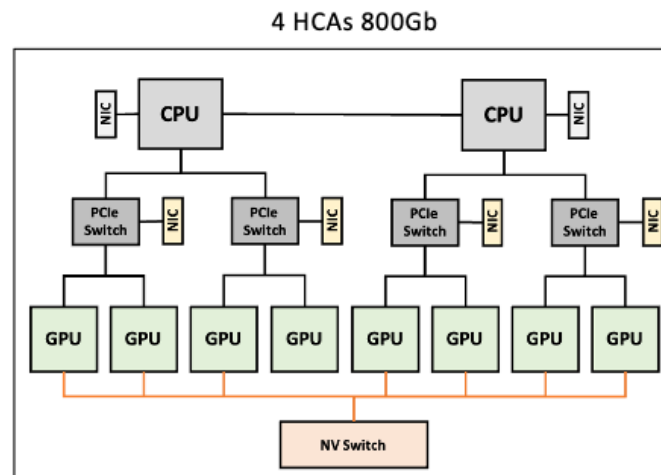 4 HCAs 800Gb
NIC
CPU
CPU
NIC
PCIe
Switch
NIC
PCIe
Switch
NIC
PCIe
Switch
NIC
PCIe
Switch
NIC
GPU
GPU
GPU
GPU
GPU
GPU
GPU
GPU
NV Switch